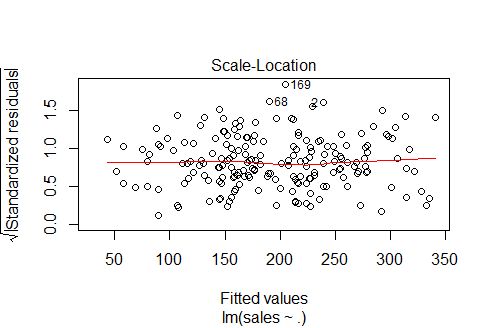 Scale-Location
√|Standardized residuals|
0.0 0.5 1.0 1.5
169
68
2
50 100 150 200 250 300 350
Fitted values
lm(sales ~ .)